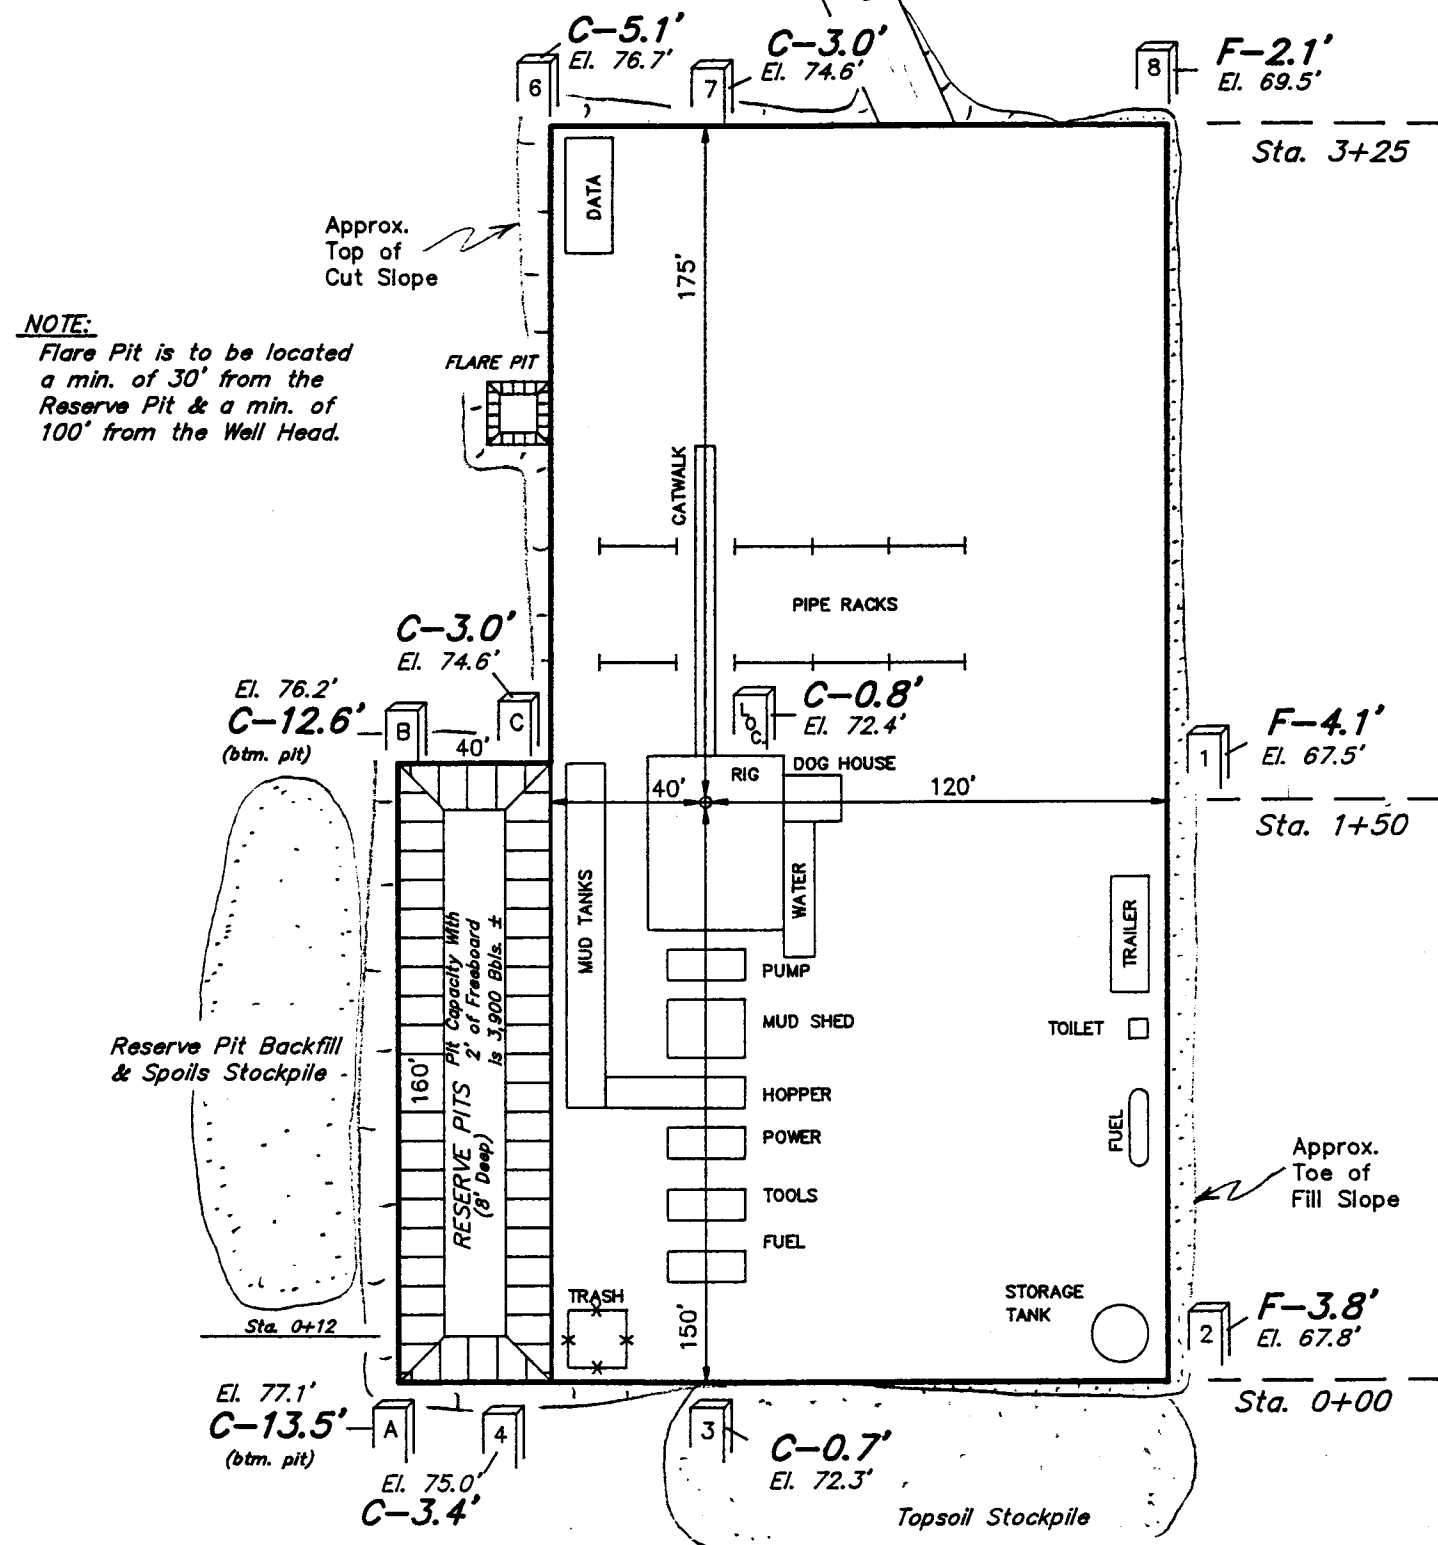 C-5.1'
El. 76.7'
6
C-3.0'
El. 74.6'
7
F-2.1'
El. 69.5'
8
Sta. 3+25
DATA
175'
Approx.
Top of
Cut Slope
NOTE:
Flare Pit is to be located
a min. of 30' from the
Reserve Pit & a min. of
100' from the Well Head.
FLARE PIT
CATWALK
PIPE RACKS
C-3.0'
El. 74.6'
C
El. 76.2'
C-12.6'
(btm. pit)
B
40'
LOC.
C-0.8'
El. 72.4'
F-4.1'
El. 67.5'
1
RIG
DOG HOUSE
40'
120'
Sta. 1+50
MUD TANKS
WATER
TRAILER
PUMP
MUD SHED
TOILET
HOPPER
POWER
FUEL
TOOLS
FUEL
Reserve Pit Backfill
& Spoils Stockpile
160'
RESERVE PITS
(8' Deep)
Pit Capacity With
2' of Freeboard
is 3,900 Bbls. ±
Approx.
Toe of
Fill Slope
TRASH
150'
STORAGE
TANK
F-3.8'
El. 67.8'
2
Sta. 0+12
Sta. 0+00
El. 77.1'
C-13.5'
(btm. pit)
A
4
El. 75.0'
C-3.4'
3
C-0.7'
El. 72.3'
Topsoil Stockpile